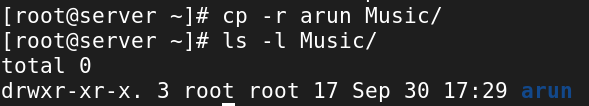 [root@server ~]# cp -r arun Music/
[root@server ~]# ls -l Music/
total 0
drwxr-xr-x. 3 root root 17 Sep 30 17:29 arun